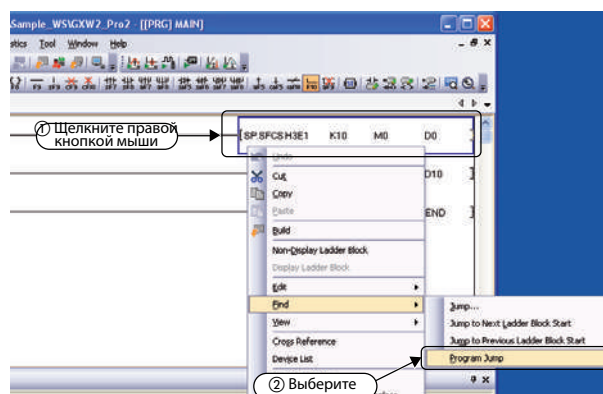 Sample_WS\GXW2_Pro2 - [[PRG] MAIN]
stics Tool Window Help
① Щелкните правой кнопкой мыши
[SP.SFCSH3E1 K10 M0 D0 ]
D10 ]
END ]
Undo
Cut
Copy
Paste
Build
Non-Display Ladder Block
Display Ladder Block
Edit
Find
View
Cross Reference
Device List
Jump...
Jump to Next Ladder Block Start
Jump to Previous Ladder Block Start
Program Jump
② Выберите